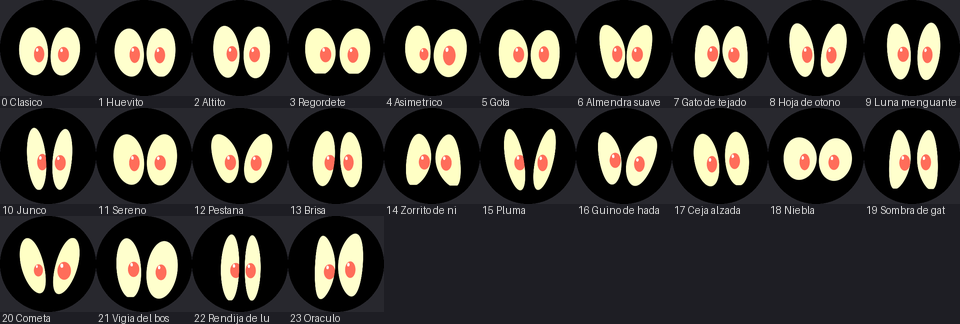 0 Clasico 1 Huevito 2 Altito 3 Regordete 4 Asimetrico 5 Gota 6 Almendra suave 7 Gato de tejado 8 Hoja de otono 9 Luna menguante
10 Junco 11 Sereno 12 Pestana 13 Brisa 14 Zorrito de ni 15 Pluma 16 Guino de hada 17 Ceja alzada 18 Niebla 19 Sombra de gat
20 Cometa 21 Vigia del bos 22 Rendija de lu 23 Oraculo